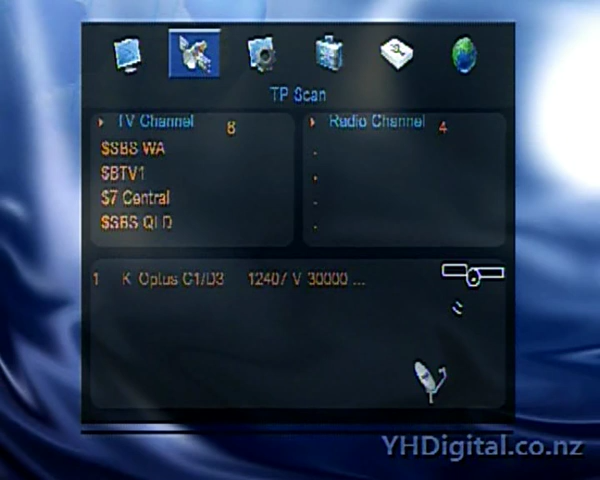 TP Scan
TV Channel 8
Radio Channel 4
$SBS WA
$BTV1
$7 Central
$SBS QLD
1 K Optus C1/D3 12407 V 30000 ...
YHDigital.co.nz